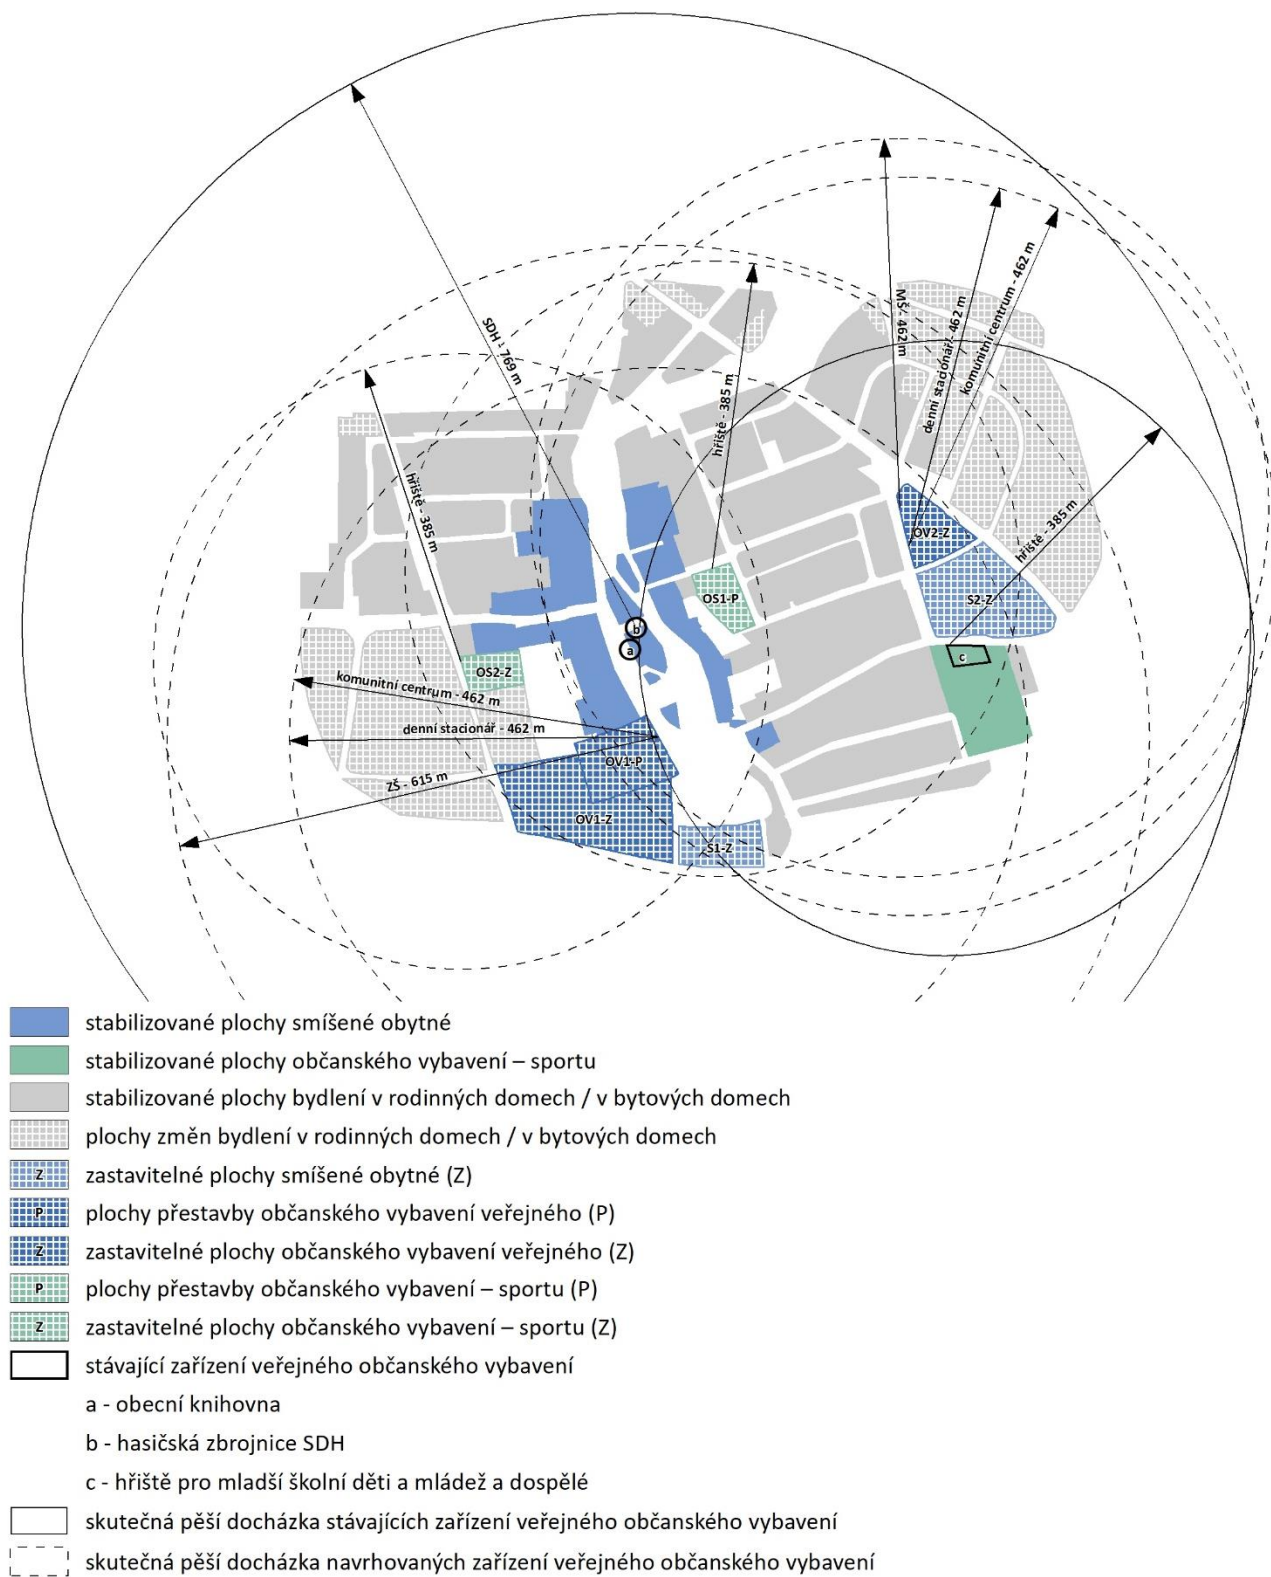 SDH - 769 m
MŠ - 462 m
denní stacionář - 462 m
komunitní centrum - 462 m
hřiště - 385 m
hřiště - 385 m
hřiště - 385 m
OV2-Z
S2-Z
OS1-P
b
a
c
OS2-Z
komunitní centrum - 462 m
denní stacionář - 462 m
ZŠ - 615 m
OV1-P
OV1-Z
S1-Z
stabilizované plochy smíšené obytné
stabilizované plochy občanského vybavení – sportu
stabilizované plochy bydlení v rodinných domech / v bytových domech
plochy změn bydlení v rodinných domech / v bytových domech
Z zastavitelné plochy smíšené obytné (Z)
P plochy přestavby občanského vybavení veřejného (P)
Z zastavitelné plochy občanského vybavení veřejného (Z)
P plochy přestavby občanského vybavení – sportu (P)
Z zastavitelné plochy občanského vybavení – sportu (Z)
stávající zařízení veřejného občanského vybavení
a - obecní knihovna
b - hasičská zbrojnice SDH
c - hřiště pro mladší školní děti a mládež a dospělé
skutečná pěší docházka stávajících zařízení veřejného občanského vybavení
skutečná pěší docházka navrhovaných zařízení veřejného občanského vybavení